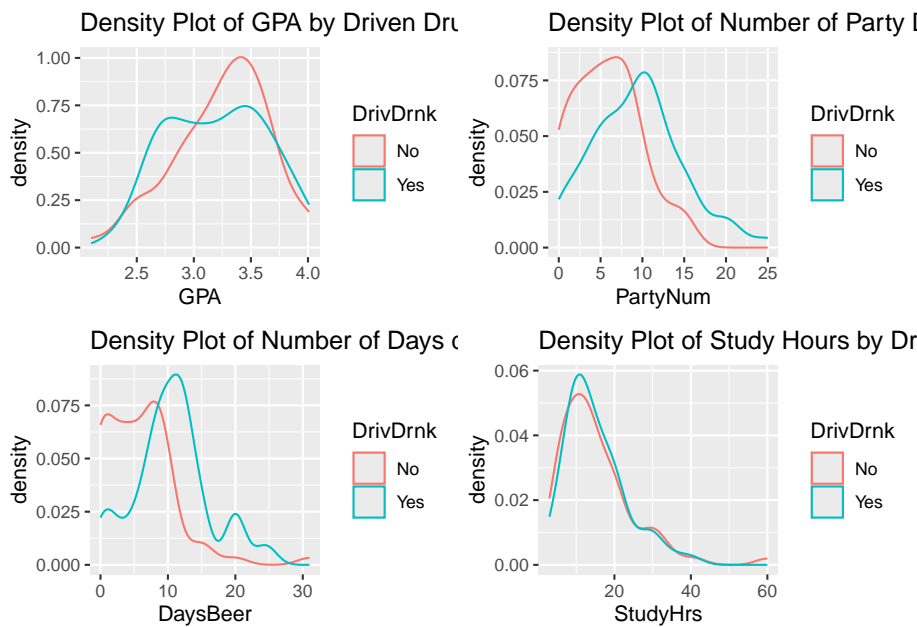 Density Plot of GPA by Driven Dru
1.00
0.75
0.50
0.25
0.00
density
2.5 3.0 3.5 4.0
GPA
DrivDrnk
No
Yes
Density Plot of Number of Party D
0.075
0.050
0.025
0.000
density
0 5 10 15 20 25
PartyNum
DrivDrnk
No
Yes
Density Plot of Number of Days o
0.075
0.050
0.025
0.000
density
0 10 20 30
DaysBeer
DrivDrnk
No
Yes
Density Plot of Study Hours by Dr
0.06
0.04
0.02
0.00
density
20 40 60
StudyHrs
DrivDrnk
No
Yes